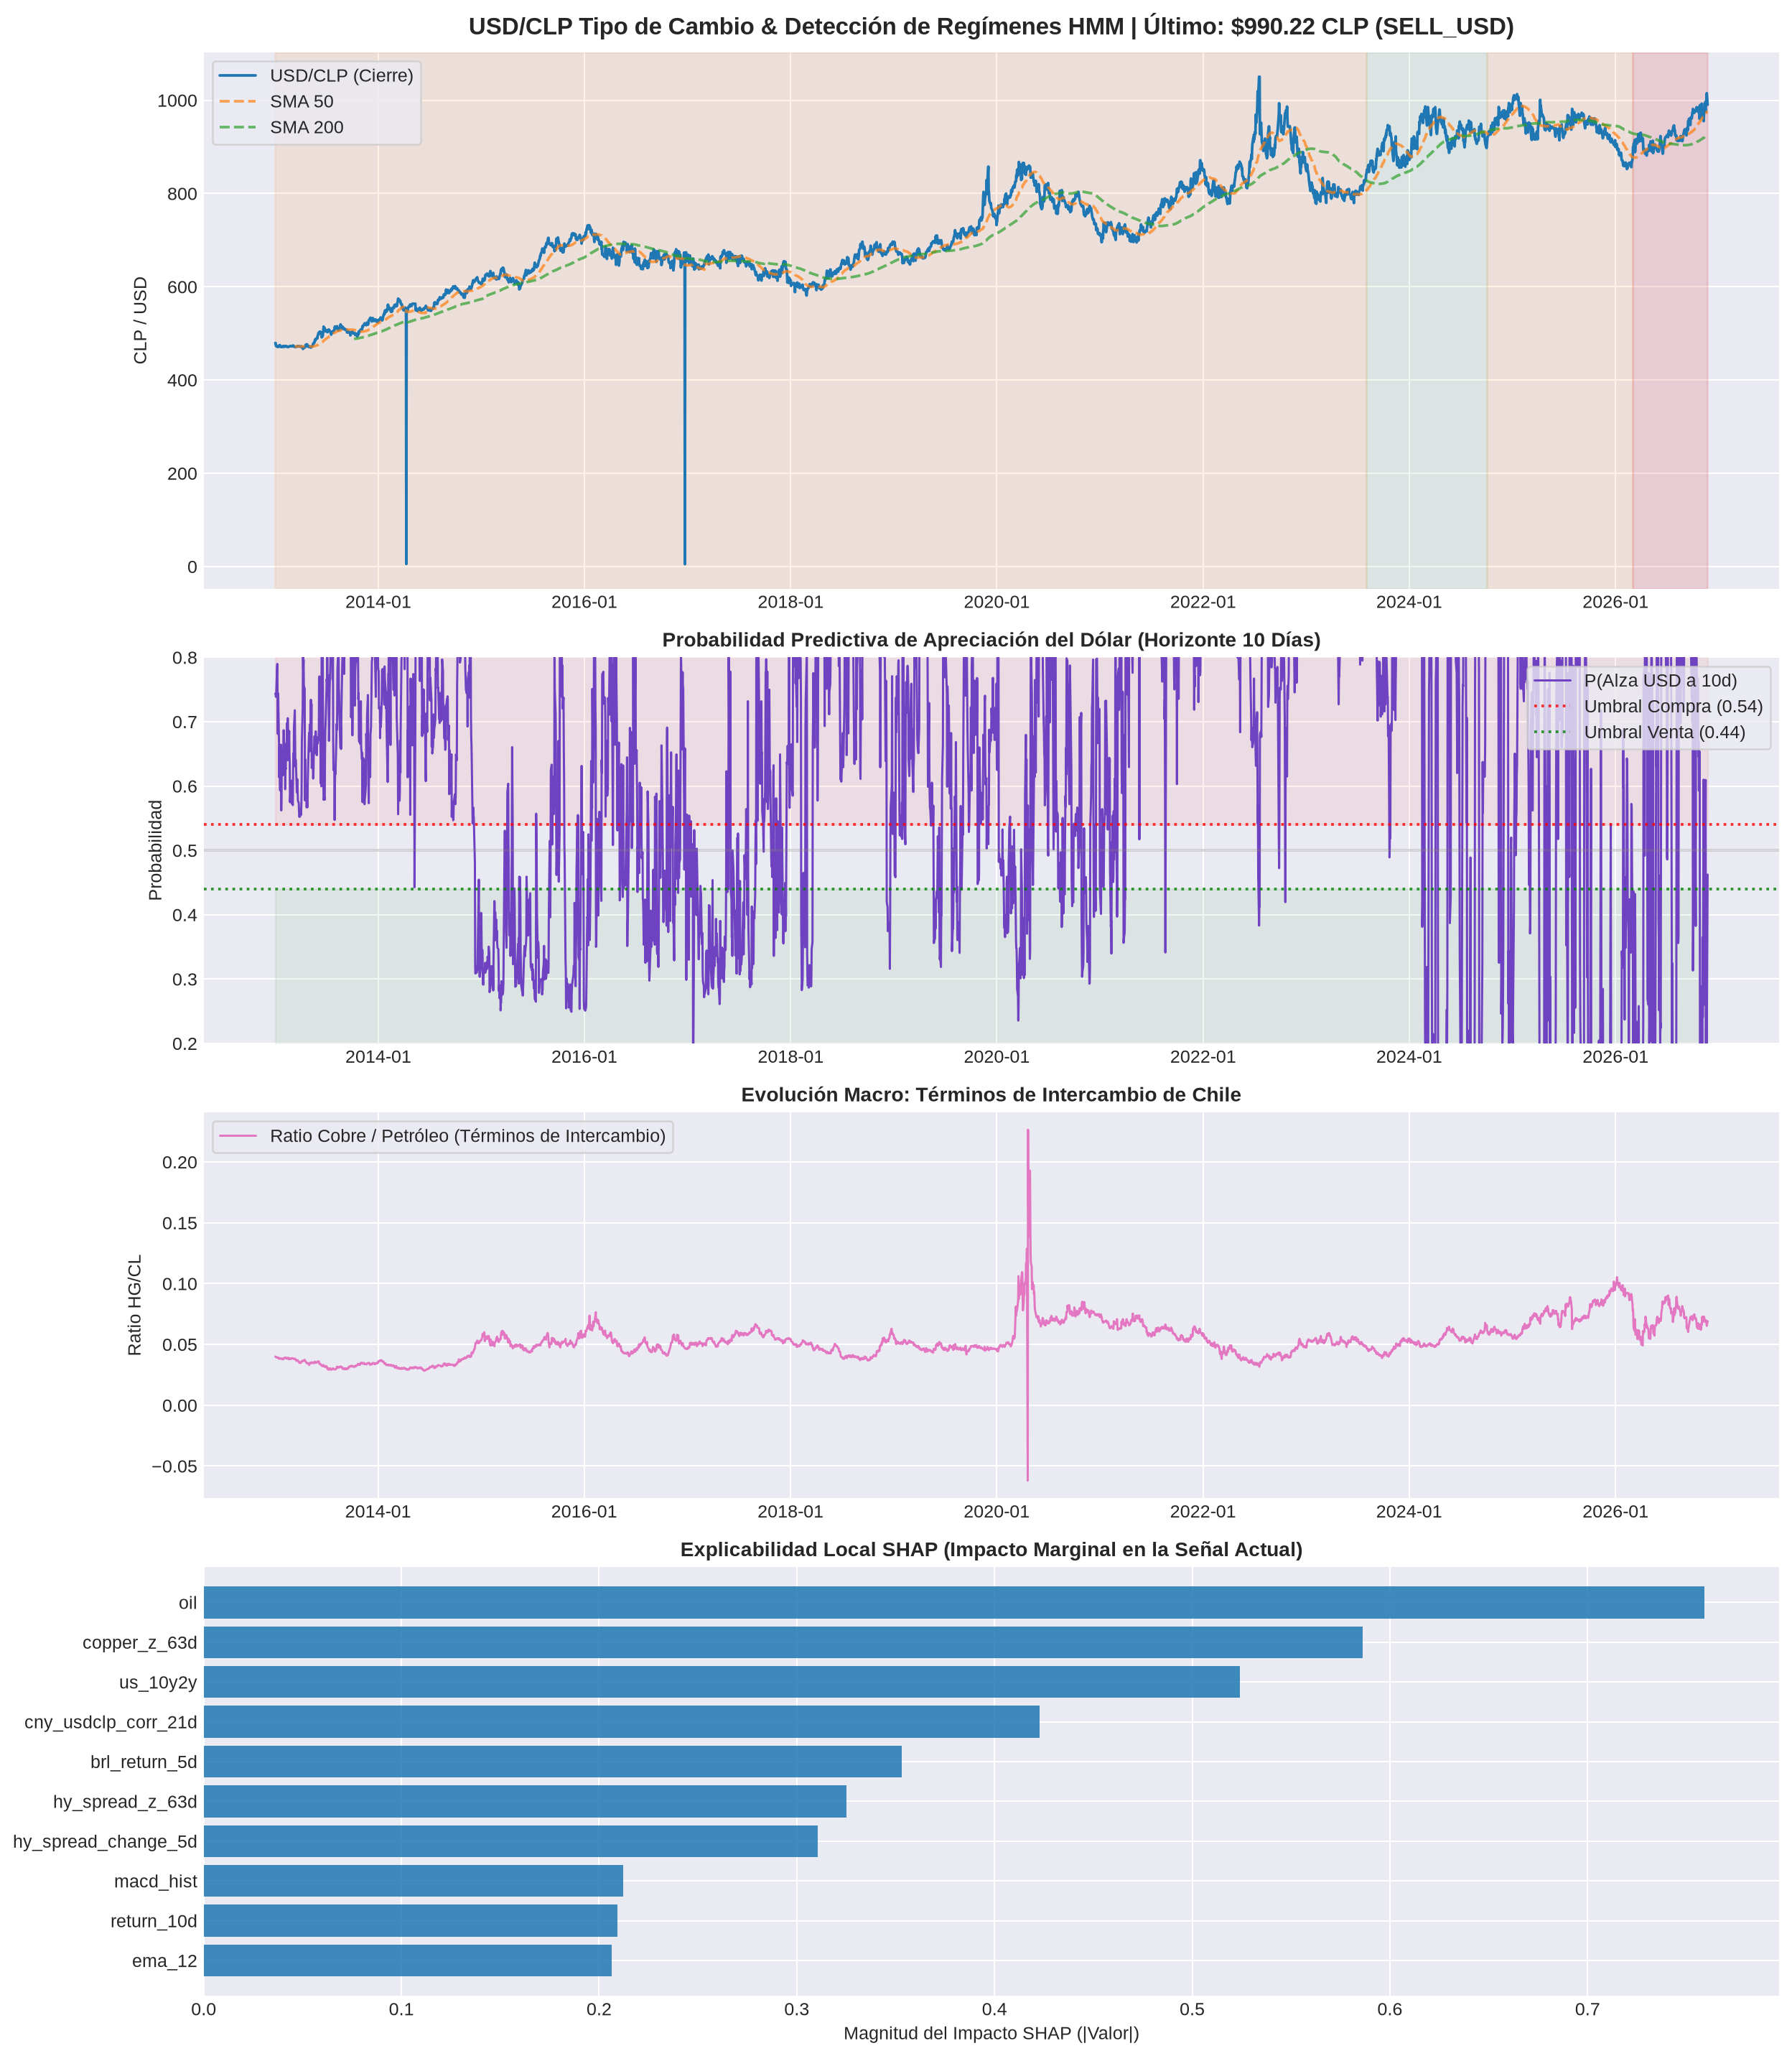 USD/CLP Tipo de Cambio & Detección de Regímenes HMM | Último: $990.22 CLP (SELL_USD)
USD/CLP (Cierre)
SMA 50
SMA 200
CLP / USD
1000
800
600
400
200
0
2014-01 2016-01 2018-01 2020-01 2022-01 2024-01 2026-01
Probabilidad Predictiva de Apreciación del Dólar (Horizonte 10 Días)
P(Alza USD a 10d)
Umbral Compra (0.54)
Umbral Venta (0.44)
Probabilidad
0.8
0.7
0.6
0.5
0.4
0.3
0.2
2014-01 2016-01 2018-01 2020-01 2022-01 2024-01 2026-01
Evolución Macro: Términos de Intercambio de Chile
Ratio Cobre / Petróleo (Términos de Intercambio)
Ratio HG/CL
0.20
0.15
0.10
0.05
0.00
−0.05
2014-01 2016-01 2018-01 2020-01 2022-01 2024-01 2026-01
Explicabilidad Local SHAP (Impacto Marginal en la Señal Actual)
oil
copper_z_63d
us_10y2y
cny_usdclp_corr_21d
brl_return_5d
hy_spread_z_63d
hy_spread_change_5d
macd_hist
return_10d
ema_12
0.0 0.1 0.2 0.3 0.4 0.5 0.6 0.7
Magnitud del Impacto SHAP (|Valor|)